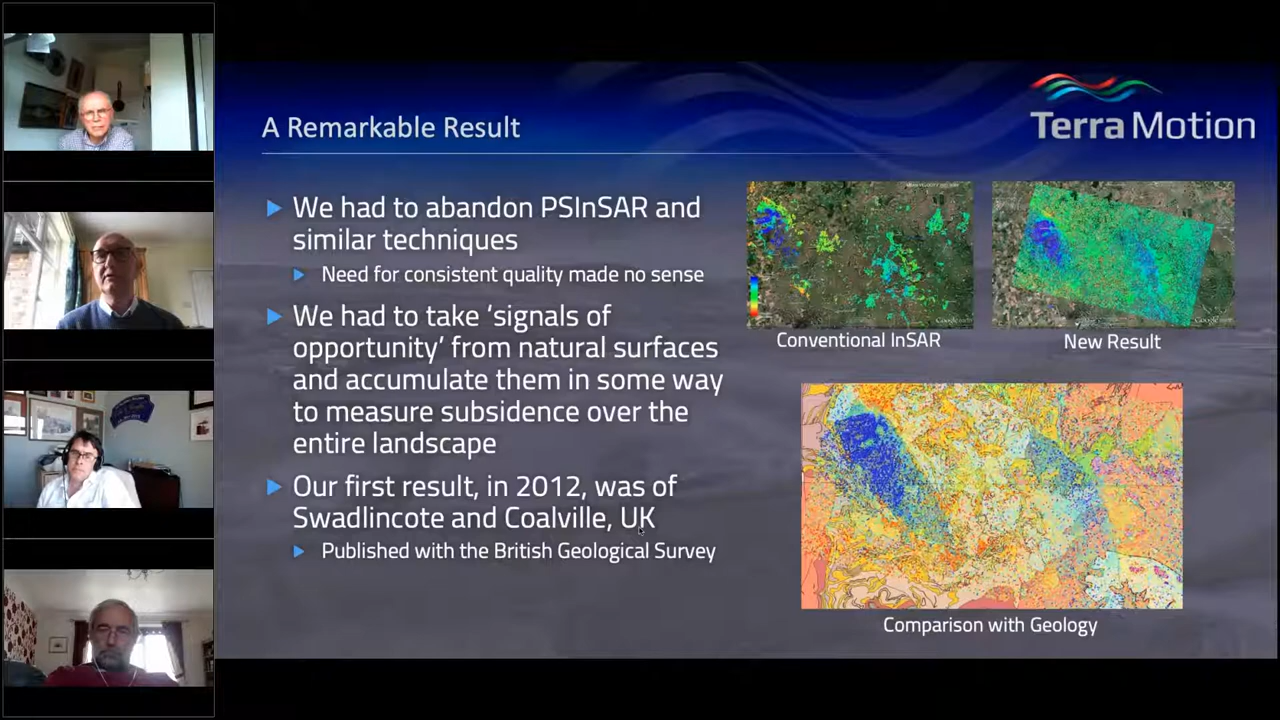 A Remarkable Result
Terra Motion
We had to abandon PSInSAR and
similar techniques
Need for consistent quality made no sense
We had to take ‘signals of
opportunity’ from natural surfaces
and accumulate them in some way
to measure subsidence over the
entire landscape
Our first result, in 2012, was of
Swadlincote and Coalville, UK
Published with the British Geological Survey
Conventional InSAR
New Result
Comparison with Geology